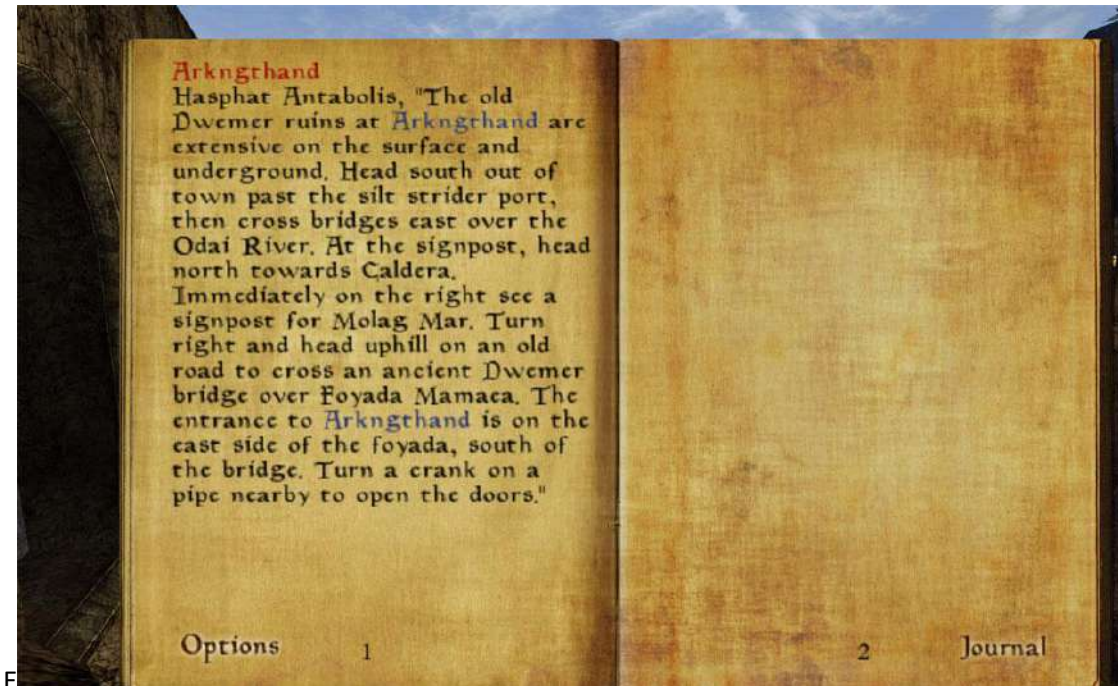 Arkngthand
Hasphat Antabolis, "The old
Dwemer ruins at Arkngthand are
extensive on the surface and
underground. Head south out of
town past the silt strider port,
then cross bridges east over the
Odai River. At the signpost, head
north towards Caldera.
Immediately on the right see a
signpost for Molag Mar. Turn
right and head uphill on an old
road to cross an ancient Dwemer
bridge over Foyada Mamaea. The
entrance to Arkngthand is on the
east side of the foyada, south of
the bridge. Turn a crank on a
pipe nearby to open the doors."
Options 1 2 Journal
F